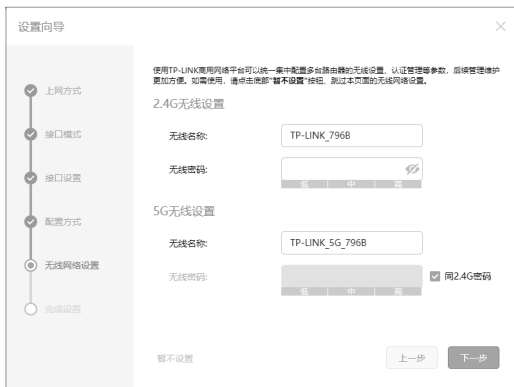 设置向导
使用TP-LINK商用网络平台可以统一集中配置多台路由器的无线设置、认证管理等参数，后续管理维护
更加方便。如需使用，请点击底部"暂不设置"按钮，跳过本页面的无线网络设置。
上网方式
接口模式
接口设置
配置方式
无线网络设置
完成设置
2.4G无线设置
无线名称:
TP-LINK_796B
无线密码:
低 中 高
5G无线设置
无线名称:
TP-LINK_5G_796B
无线密码:
同2.4G密码
低 中 高
暂不设置
上一步
下一步